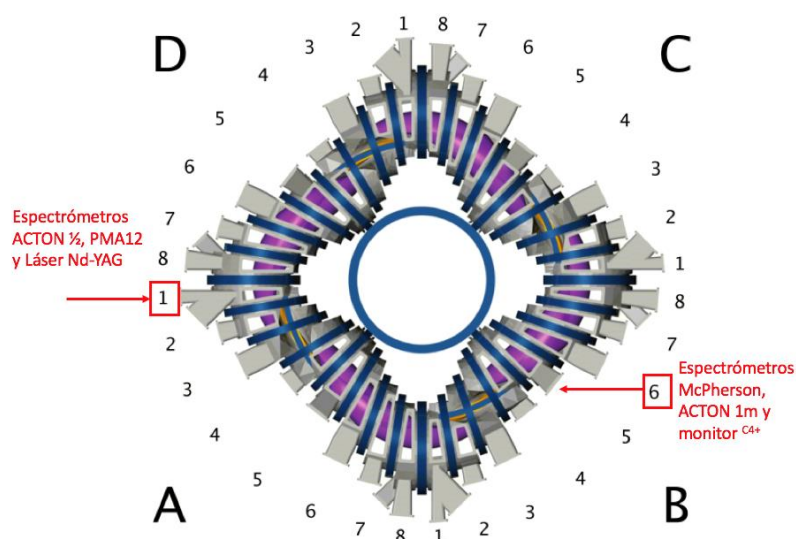 D
C
1
8
2
7
3
6
4
5
5
4
6
3
7
2
8
1
Espectrómetros
ACTON ½, PMA12
y Láser Nd-YAG
1
8
2
7
3
6
Espectrómetros
McPherson,
ACTON 1m y
monitor C4+
4
5
5
4
6
3
7
2
8
1
A
B